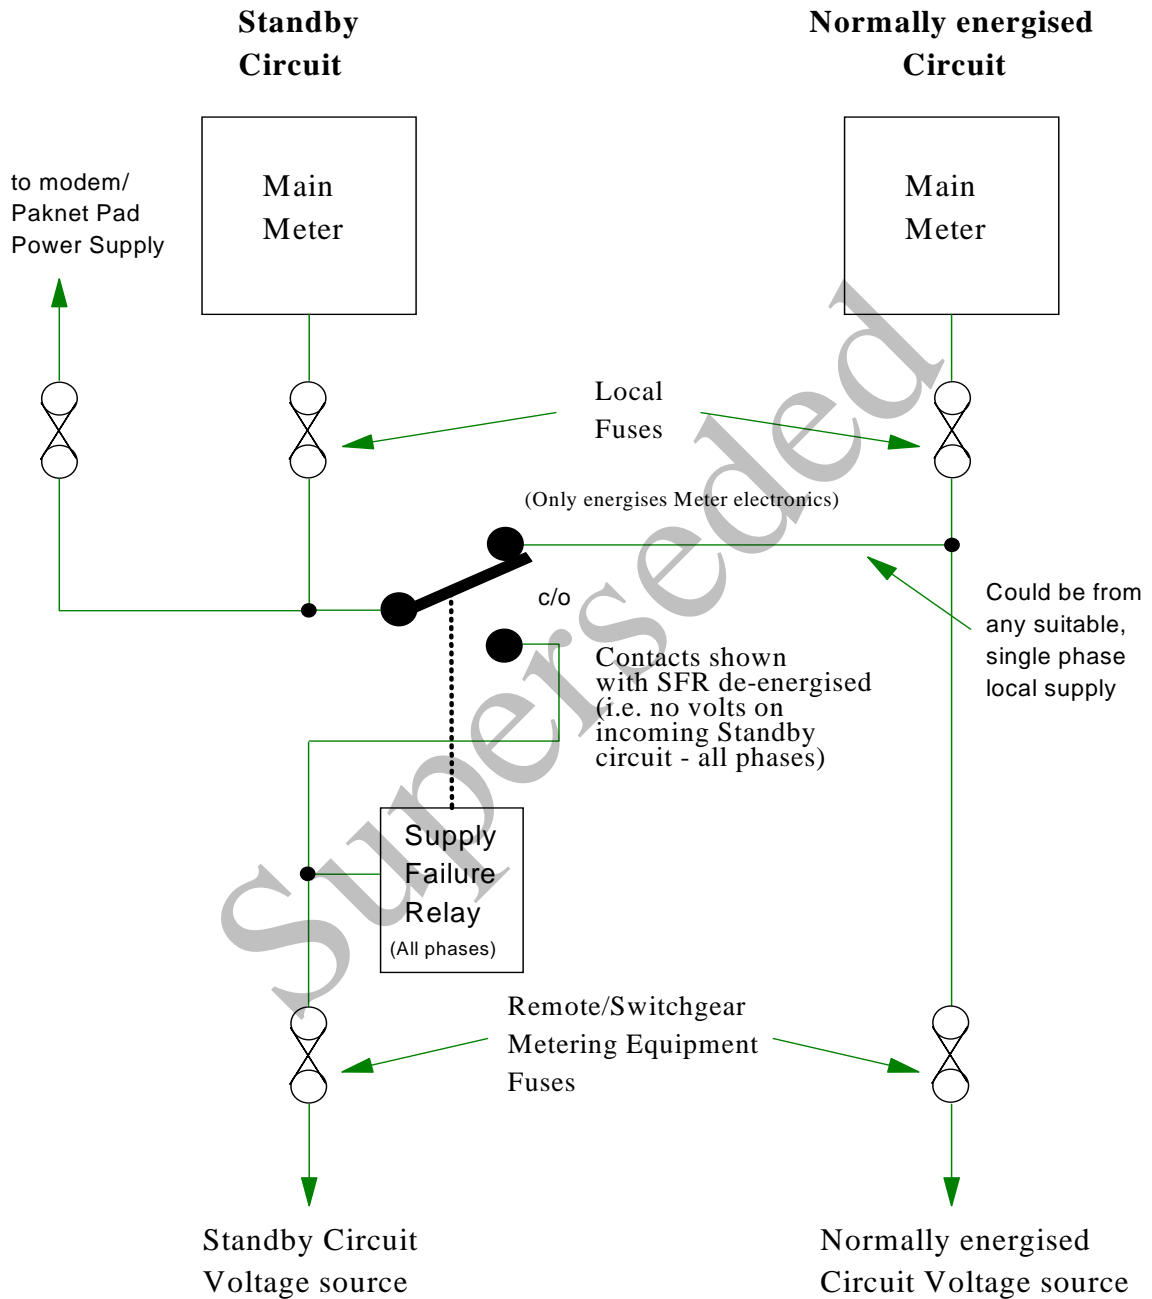 Standby
Circuit
Normally energised
Circuit
to modem/
Paknet Pad
Power Supply
Main
Meter
Main
Meter
Local
Fuses
(Only energises Meter electronics)
c/o
Could be from
any suitable,
single phase
local supply
Contacts shown
with SFR de-energised
(i.e. no volts on
incoming Standby
circuit - all phases)
Supply
Failure
Relay
(All phases)
Superseded
Remote/Switchgear
Metering Equipment
Fuses
Standby Circuit
Voltage source
Normally energised
Circuit Voltage source